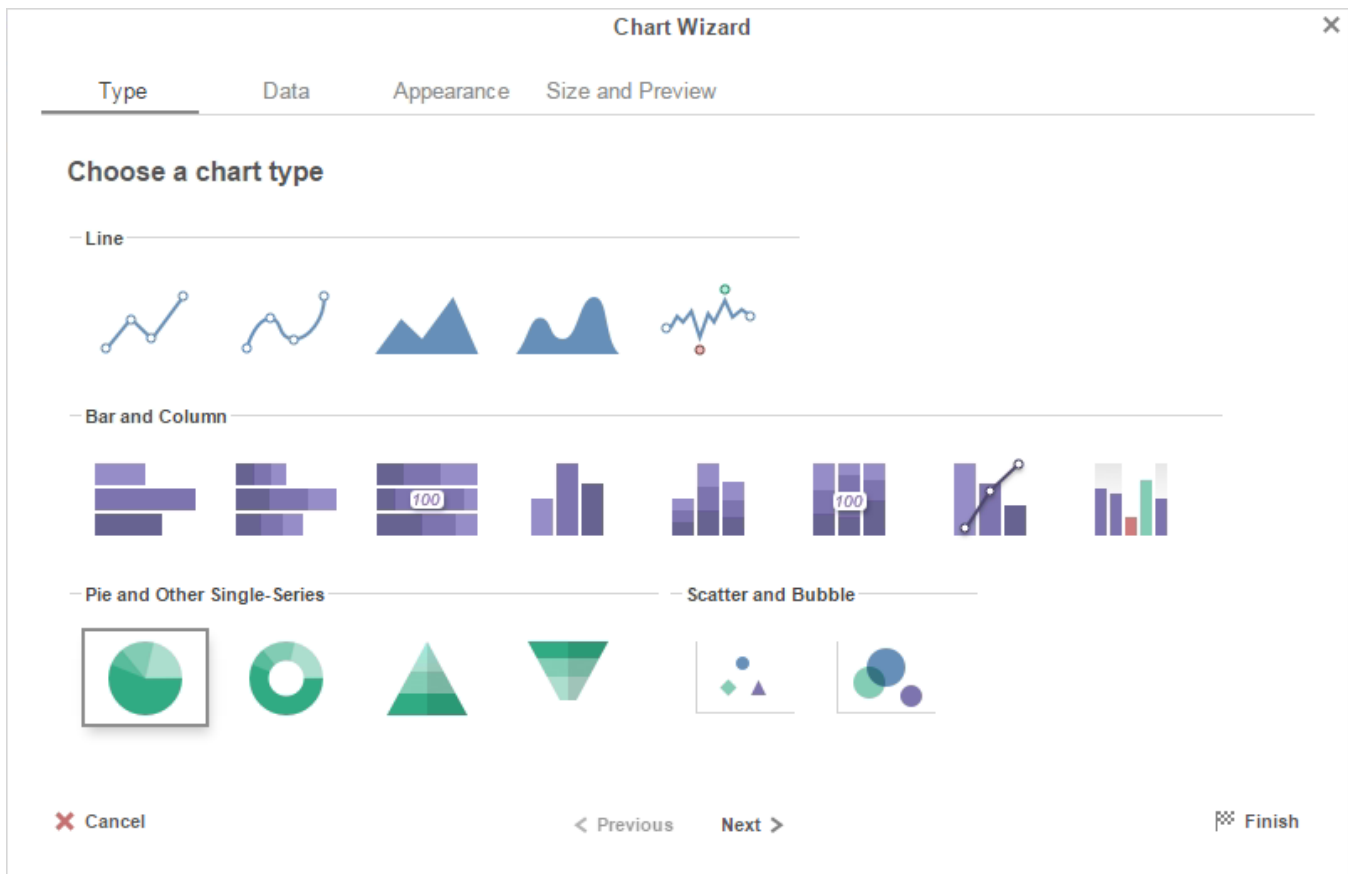 Chart Wizard
Type Data Appearance Size and Preview
Choose a chart type
Line
Bar and Column
100
100
Pie and Other Single-Series Scatter and Bubble
Cancel Previous Next Finish